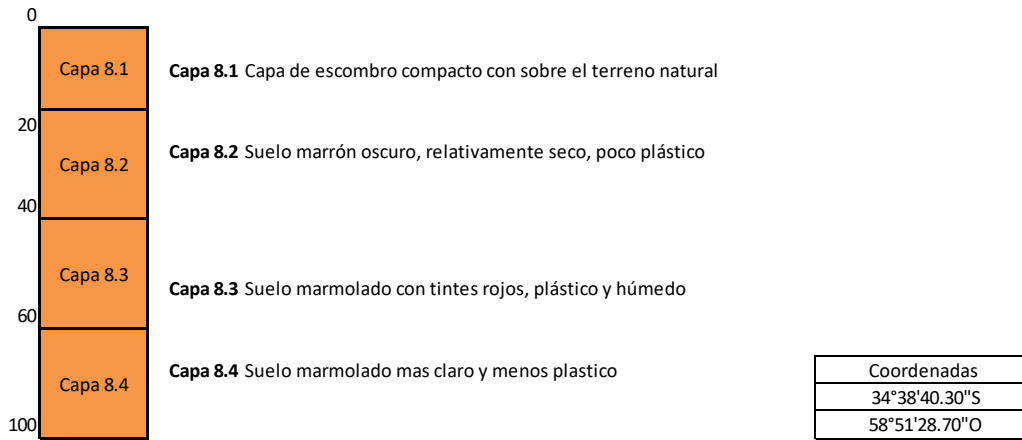 0
Capa 8.1
Capa 8.1 Capa de escombro compacto con sobre el terreno natural
20
Capa 8.2
Capa 8.2 Suelo marrón oscuro, relativamente seco, poco plástico
40
Capa 8.3
Capa 8.3 Suelo marmolado con tintes rojos, plástico y húmedo
60
Capa 8.4
Capa 8.4 Suelo marmolado mas claro y menos plastico
100
Coordenadas
34°38'40.30"S
58°51'28.70"O